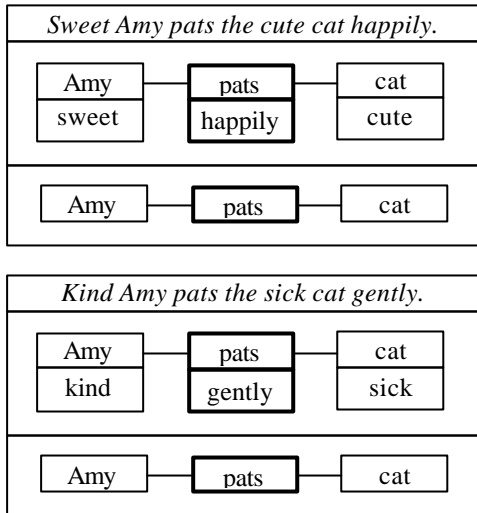 Sweet Amy pats the cute cat happily.
Amy pats cat
sweet happily cute
Amy pats cat
Kind Amy pats the sick cat gently.
Amy pats cat
kind gently sick
Amy pats cat